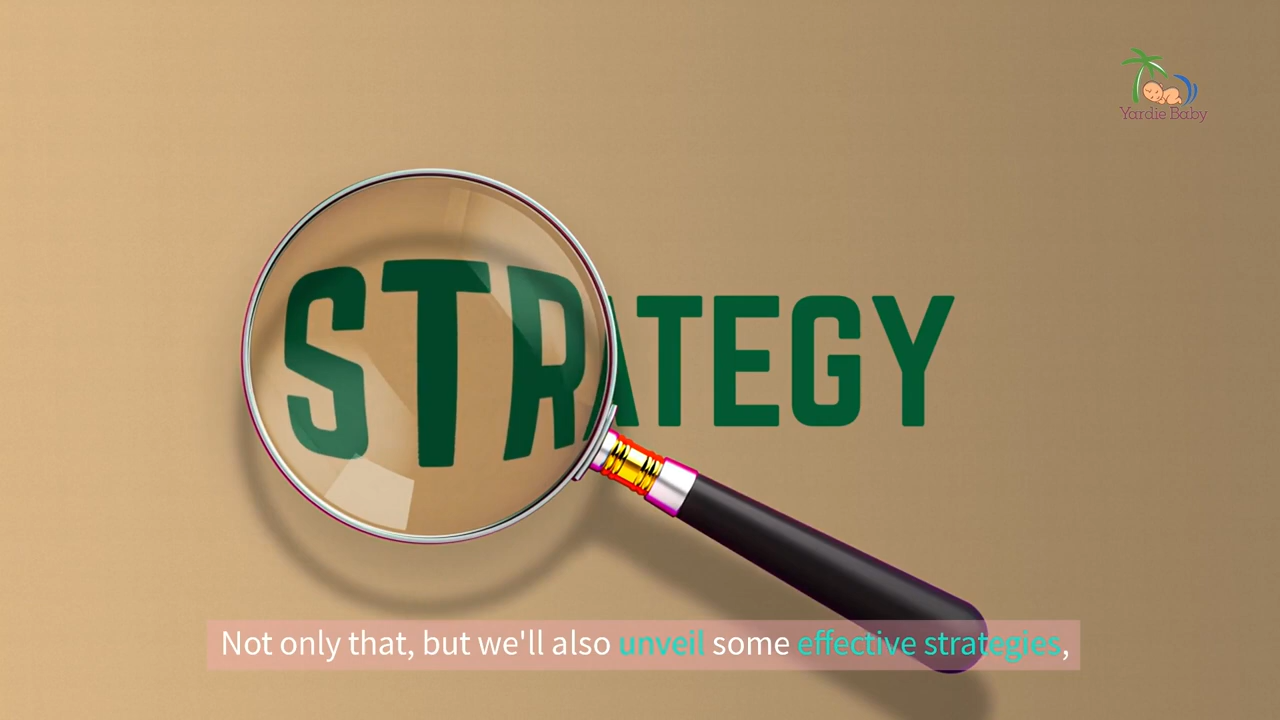 Yardie Baby
STRATEGY
Not only that, but we'll also unveil some effective strategies,